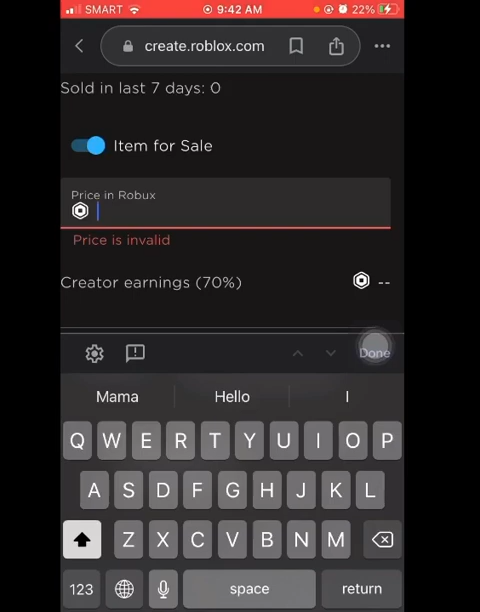 SMART 9:42 AM 22%
create.roblox.com
Sold in last 7 days: 0
Item for Sale
Price in Robux
Price is invalid
Creator earnings (70%) --
Done
Mama Hello I
Q W E R T Y U I O P
A S D F G H J K L
Z X C V B N M
123 space return